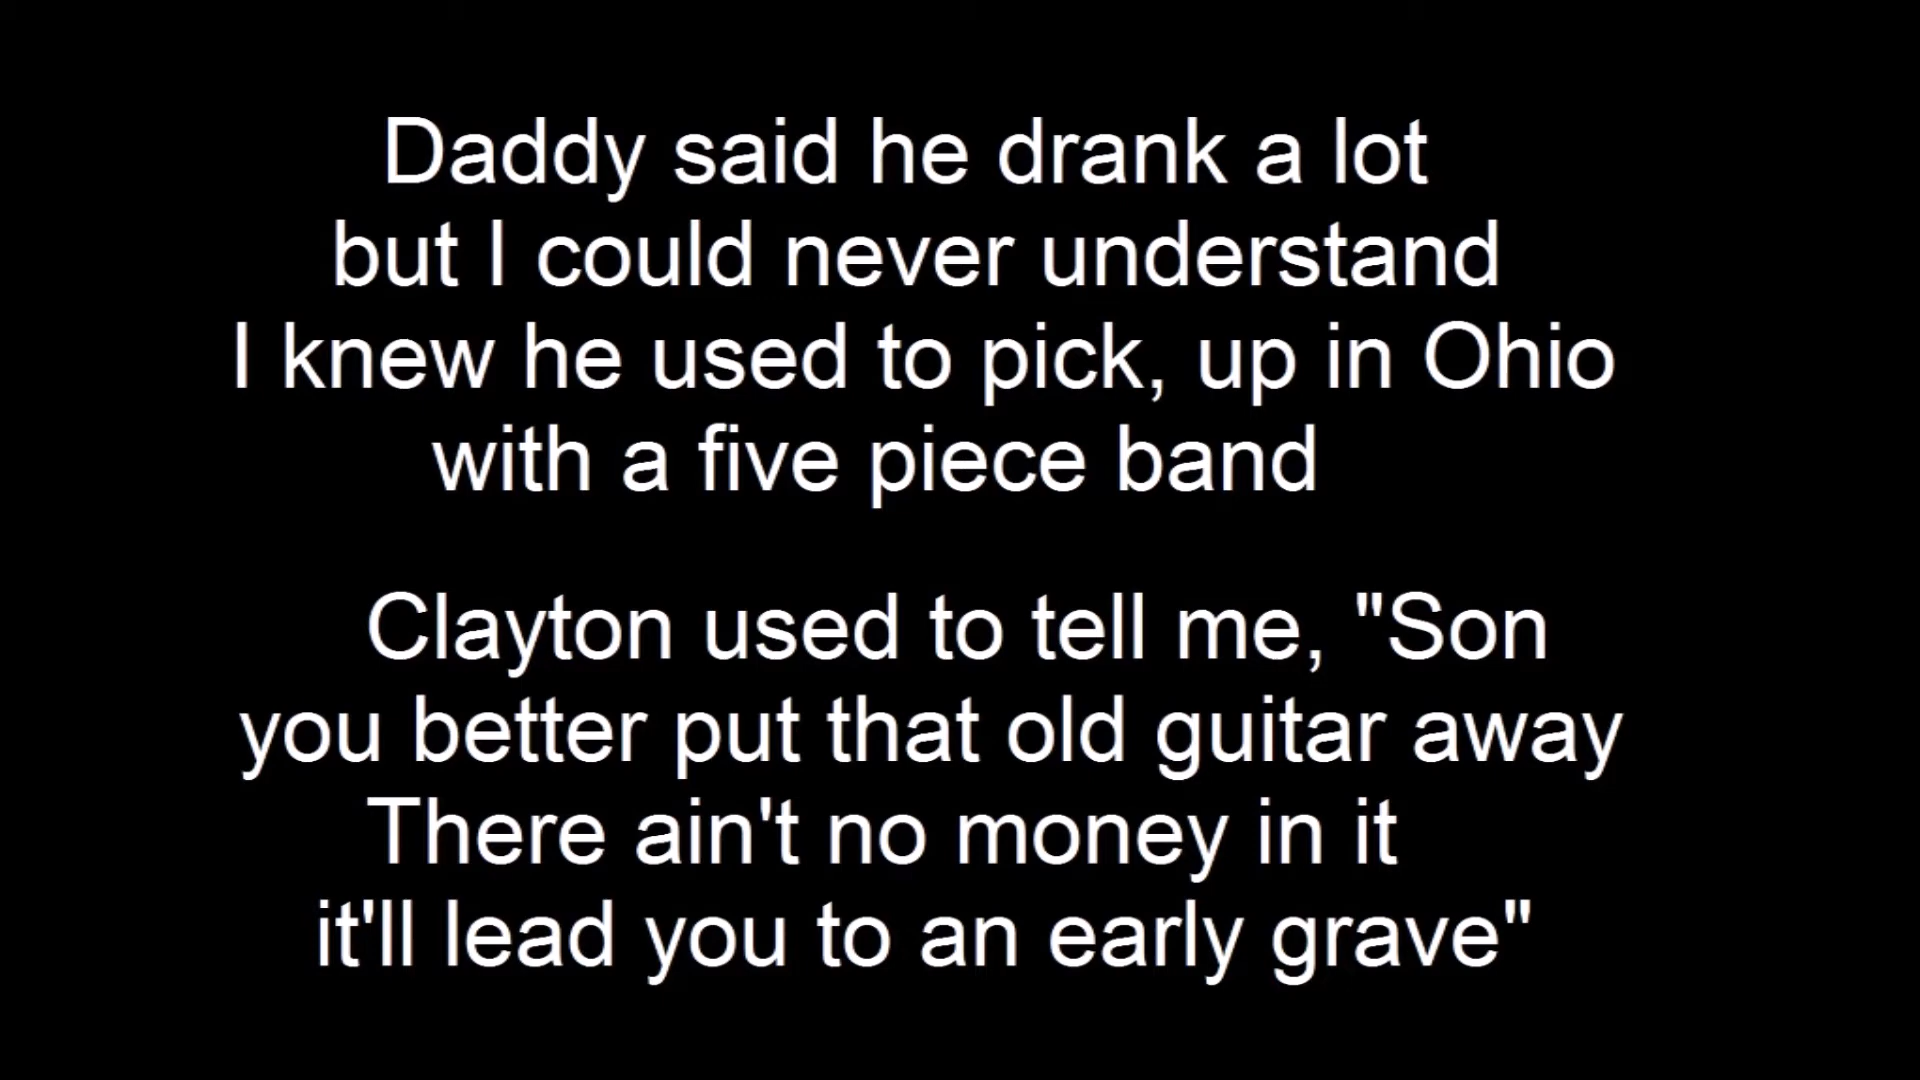 Daddy said he drank a lot
but I could never understand
I knew he used to pick, up in Ohio
with a five piece band
Clayton used to tell me, "Son
you better put that old guitar away
There ain't no money in it
it'll lead you to an early grave"